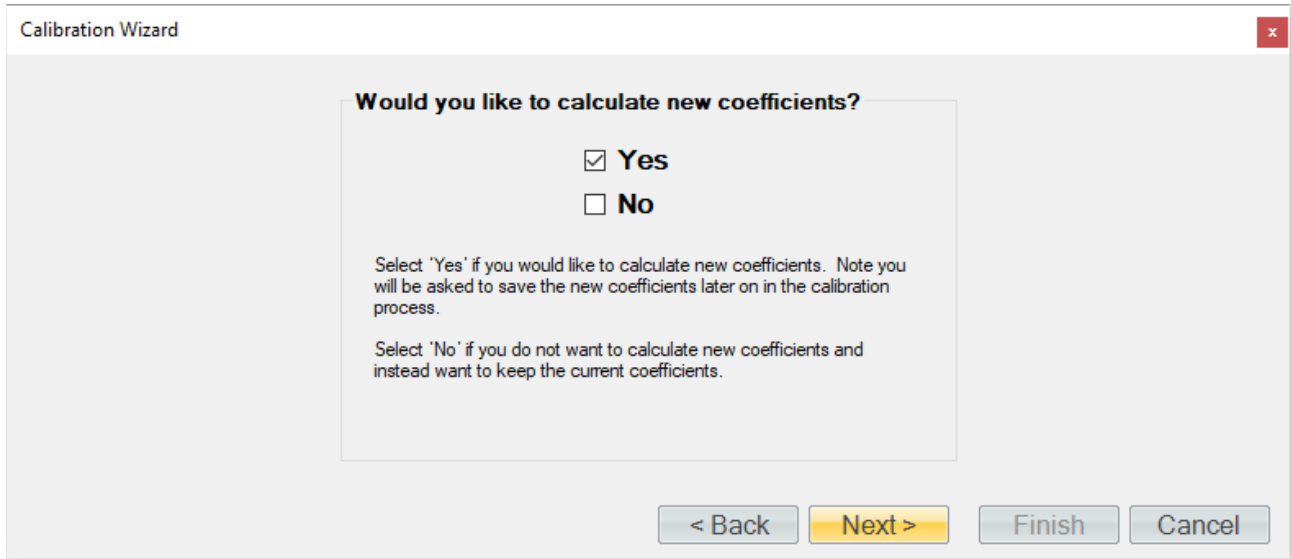 Calibration Wizard
x
Would you like to calculate new coefficients?
Yes
No
Select 'Yes' if you would like to calculate new coefficients.  Note you
will be asked to save the new coefficients later on in the calibration
process.
Select 'No' if you do not want to calculate new coefficients and
instead want to keep the current coefficients.
< Back Next > Finish Cancel